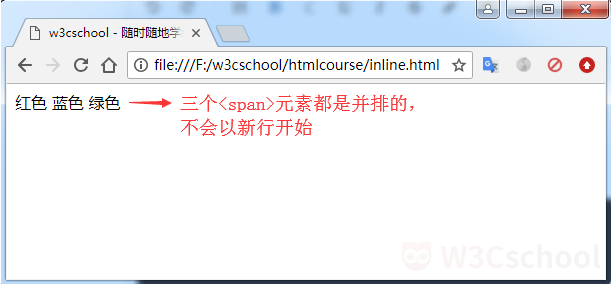 w3cschool - 随时随地学
file:///F:/w3cschool/htmlcourse/inline.html
红色 蓝色 绿色
三个<span>元素都是并排的，
不会以新行开始
W3Cschool